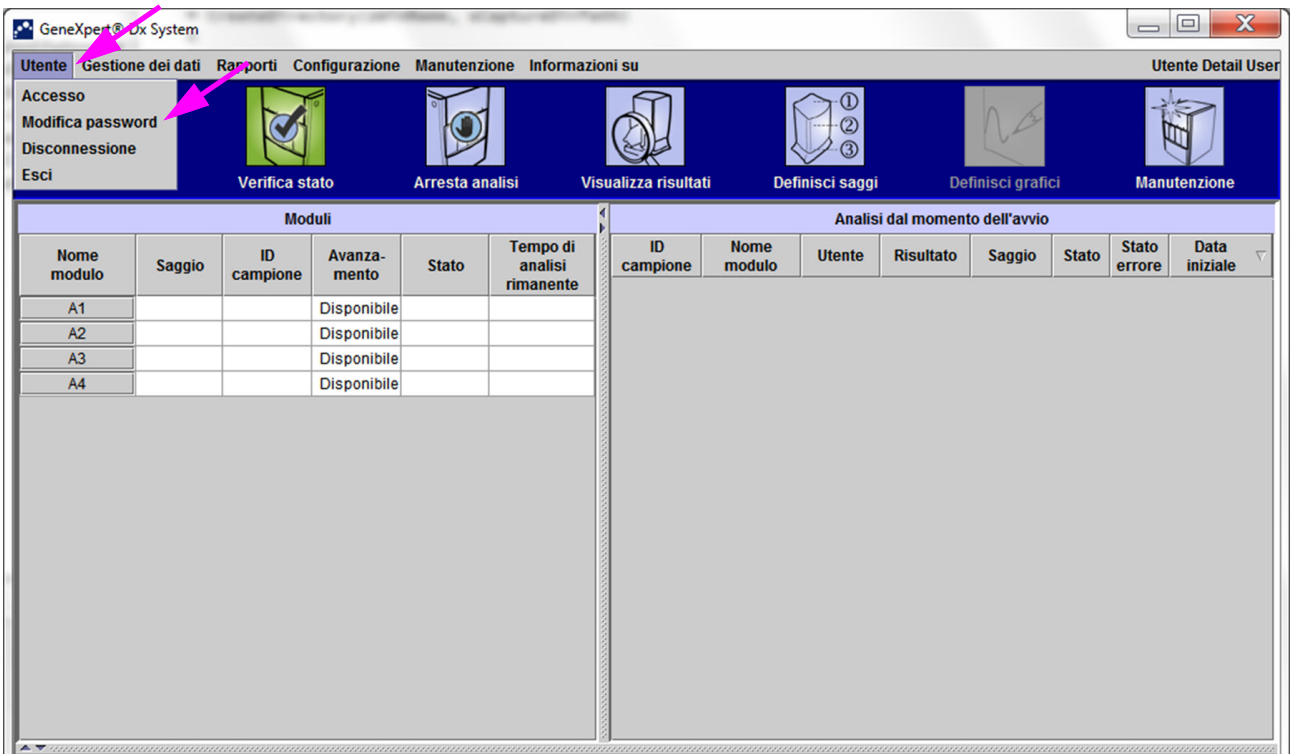 GeneXpert® Dx System
Utente Gestione dei dati Rapporti Configurazione Manutenzione Informazioni su Utente Detail User
Accesso
Modifica password
Disconnessione
Esci
Verifica stato Arresta analisi Visualizza risultati Definisci saggi Definisci grafici Manutenzione
①
②
③
Moduli
Nome modulo Saggio ID campione Avanza-mento Stato Tempo di analisi rimanente
A1 Disponibile
A2 Disponibile
A3 Disponibile
A4 Disponibile
Analisi dal momento dell'avvio
ID campione Nome modulo Utente Risultato Saggio Stato Stato errore Data iniziale